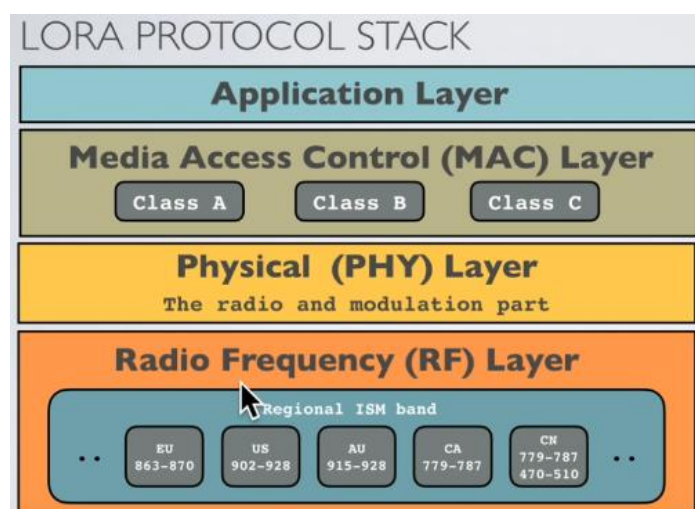 LORA PROTOCOL STACK
Application Layer
Media Access Control (MAC) Layer
Class A Class B Class C
Physical (PHY) Layer
The radio and modulation part
Radio Frequency (RF) Layer
Regional ISM band
.. EU 863-870 US 902-928 AU 915-928 CA 779-787 CN 779-787 470-510 ..